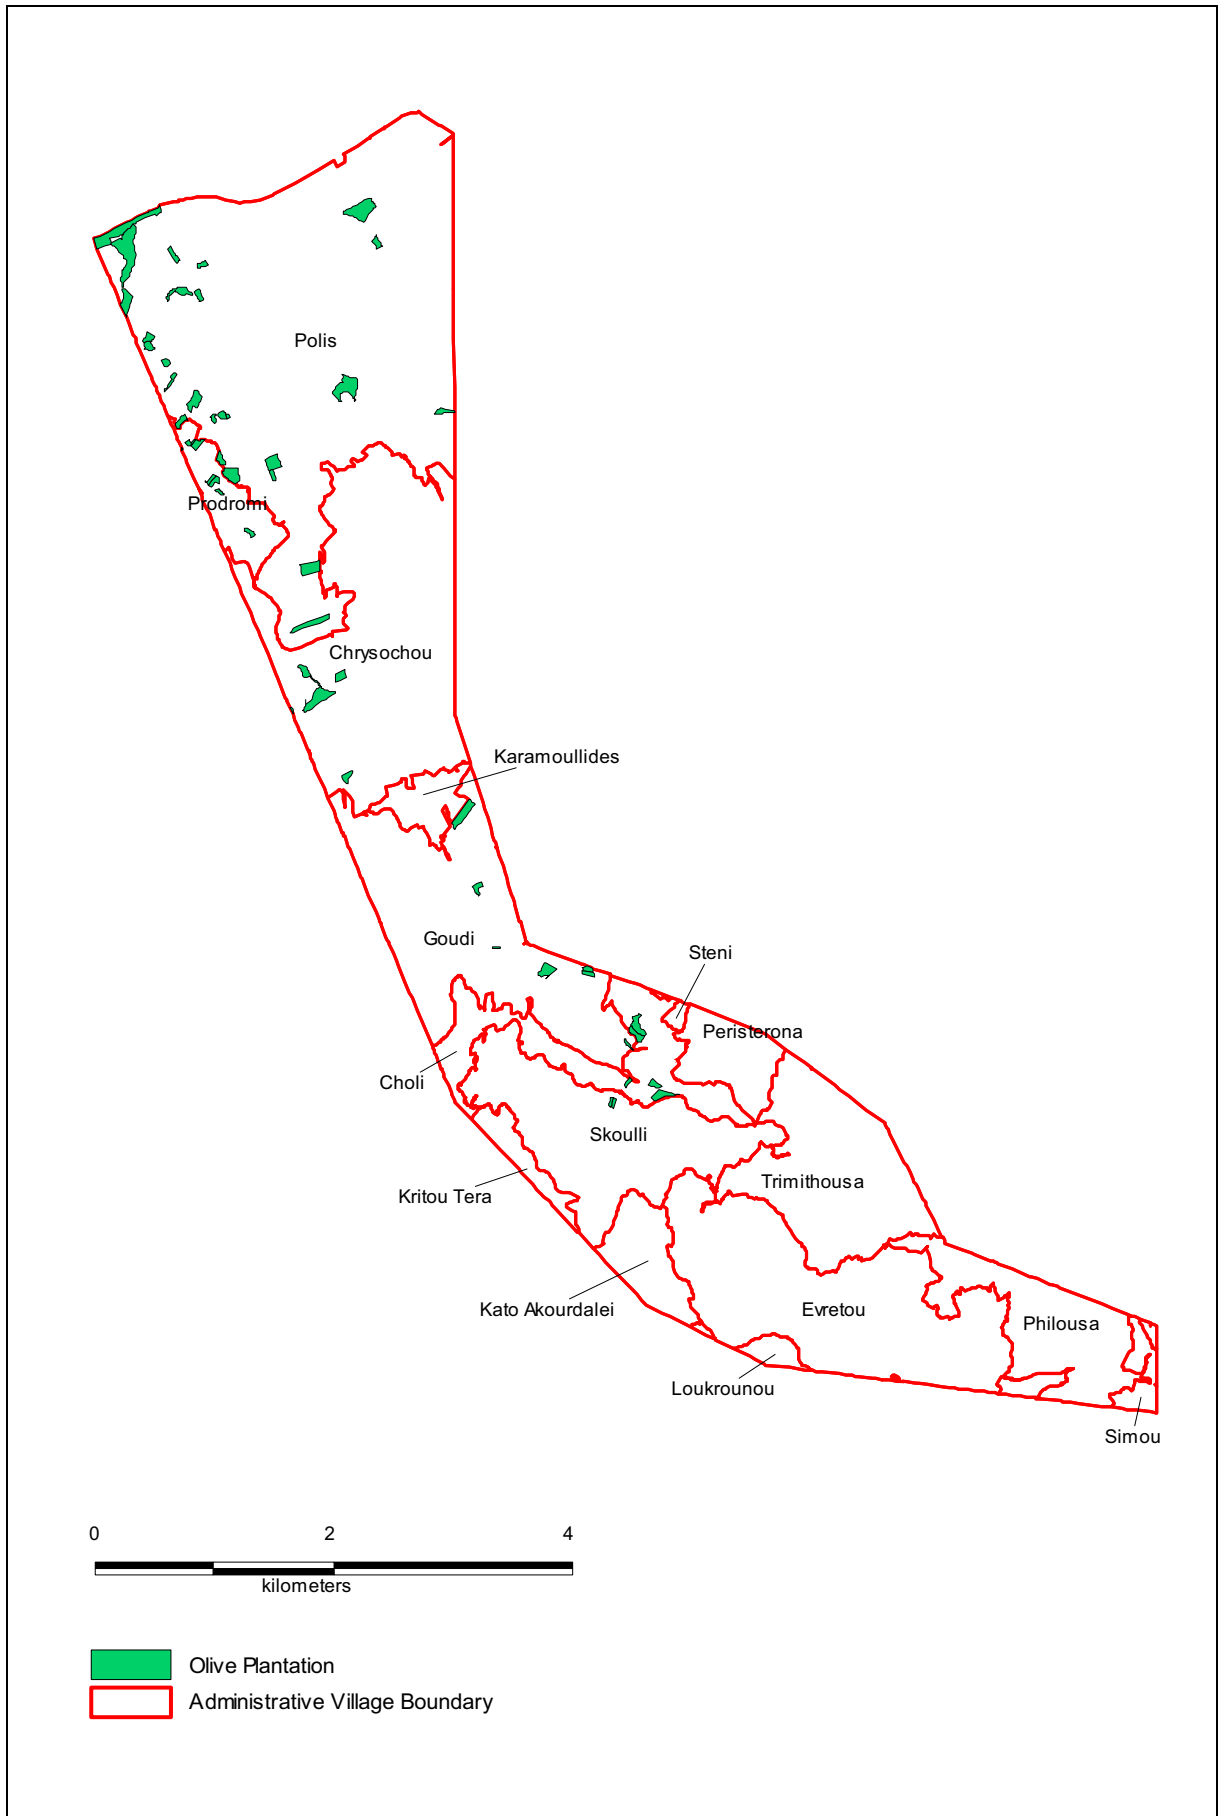 Polis
Prodromi
Chrysochou
Karamoullides
Goudi
Steni
Peristerona
Choli
Skoulli
Trimithousa
Kritou Tera
Kato Akourdalei
Evretou
Philousa
Loukrounou
Simou
0 2 4
kilometers
Olive Plantation
Administrative Village Boundary